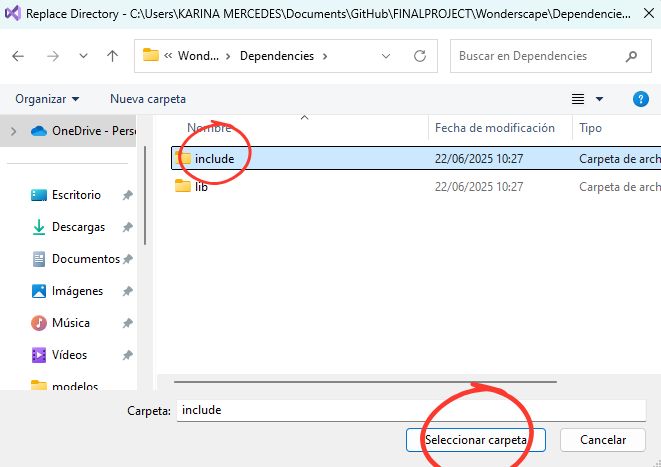 Replace Directory - C:\Users\KARINA MERCEDES\Documents\GitHub\FINALPROJECT\Wonderscape\Dependencie...
« Wond... > Dependencies >
Buscar en Dependencies
Organizar
Nueva carpeta
OneDrive - Perso
Nombre
Fecha de modificación
Tipo
include
22/06/2025 10:27
Carpeta de arch
lib
22/06/2025 10:27
Carpeta de arch
Escritorio
Descargas
Documentos
Imágenes
Música
Vídeos
modelos
Carpeta: include
Seleccionar carpeta
Cancelar